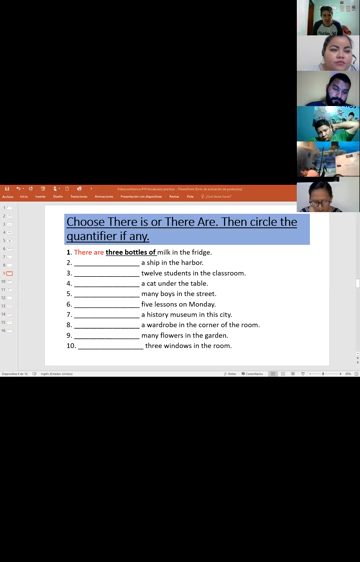 Choose There is or There Are. Then circle the
quantifier if any.
1. There are three bottles of milk in the fridge.
2. ________________ a ship in the harbor.
3. ________________ twelve students in the classroom.
4. ________________ a cat under the table.
5. ________________ many boys in the street.
6. ________________ five lessons on Monday.
7. ________________ a history museum in this city.
8. ________________ a wardrobe in the corner of the room.
9. ________________ many flowers in the garden.
10. ________________ three windows in the room.